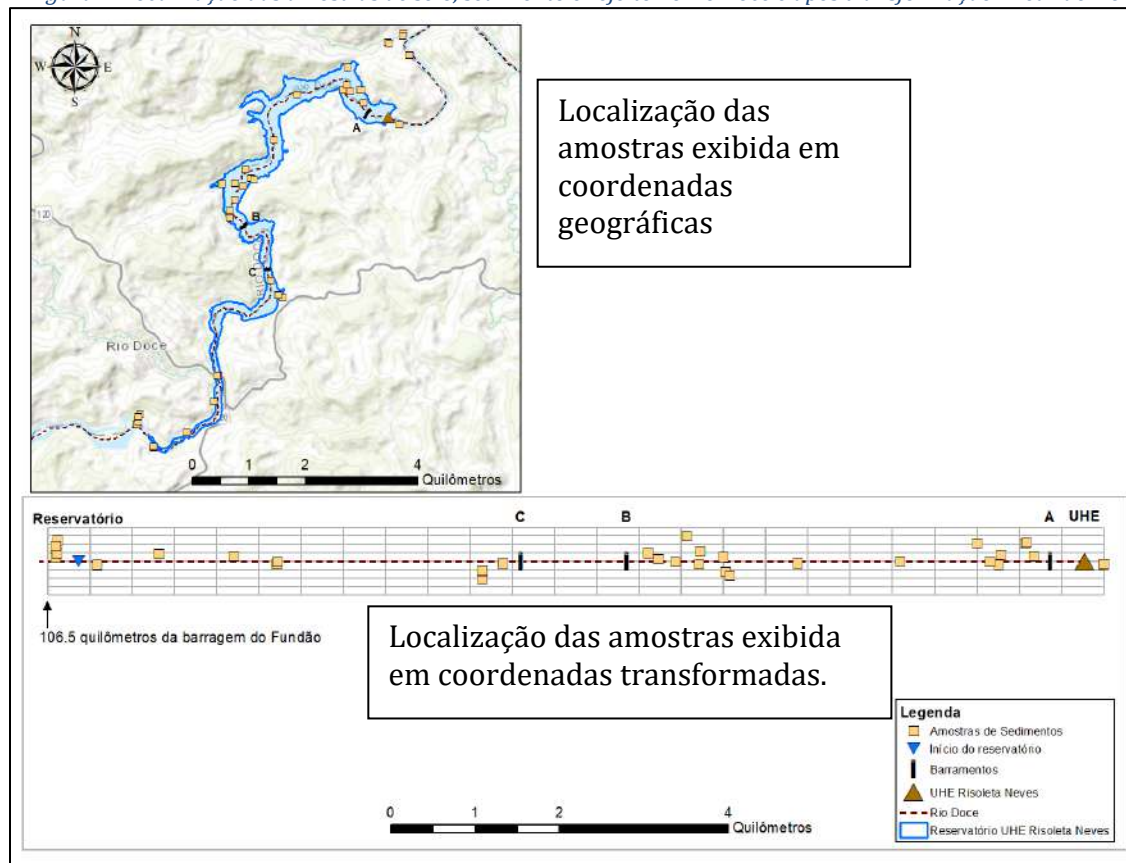 N
W E
S
A
B
C
120
Rio Doce
0 1 2 4
Quilômetros
Localização das
amostras exibida em
coordenadas
geográficas
Reservatório C B A UHE
106.5 quilômetros da barragem do Fundão
Localização das amostras exibida
em coordenadas transformadas.
Legenda
Amostras de Sedimentos
Início do reservatório
Barramentos
UHE Risoleta Neves
Rio Doce
Reservatório UHE Risoleta Neves
0 1 2 4
Quilômetros